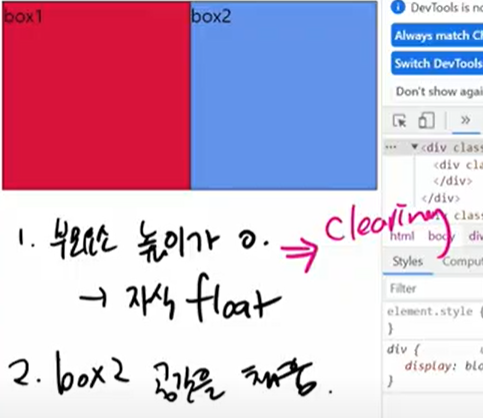 box1 box2
DevTools is no
Always match Ch
Switch DevTools
Don't show agai
»
… ▼<div class
<div cla
</div>
</div>
clas
html body div
Styles Comput
Filter
element.style {
}
div {
display: blo
}
1. 부모요소 높이가 0. ⇒ clearing
→ 자식 float
2. box2 공간을 채움.